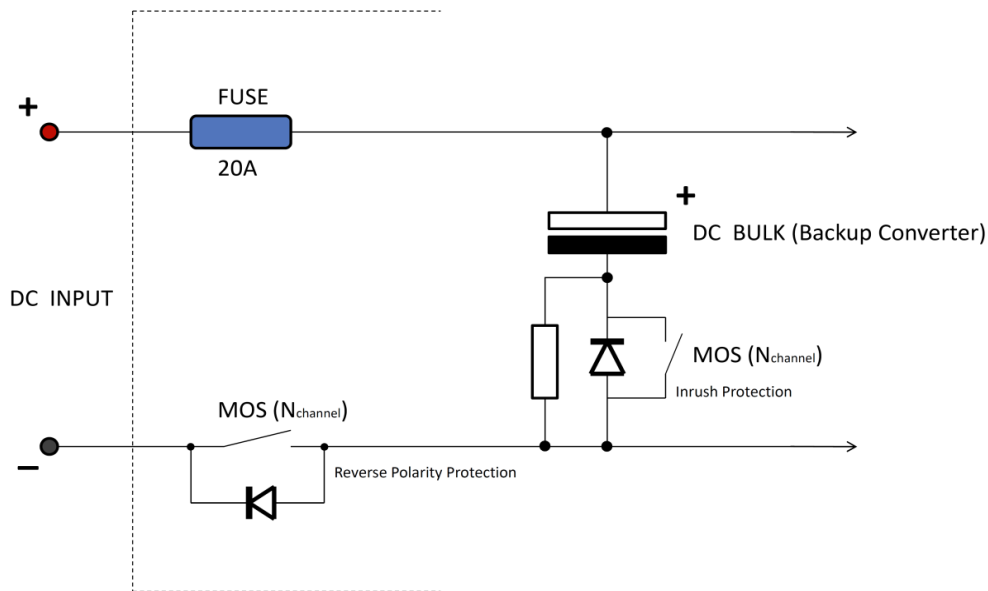 FUSE
+
20A
+
DC BULK (Backup Converter)
DC INPUT
MOS (Nchannel)
Inrush Protection
MOS (Nchannel)
−
Reverse Polarity Protection